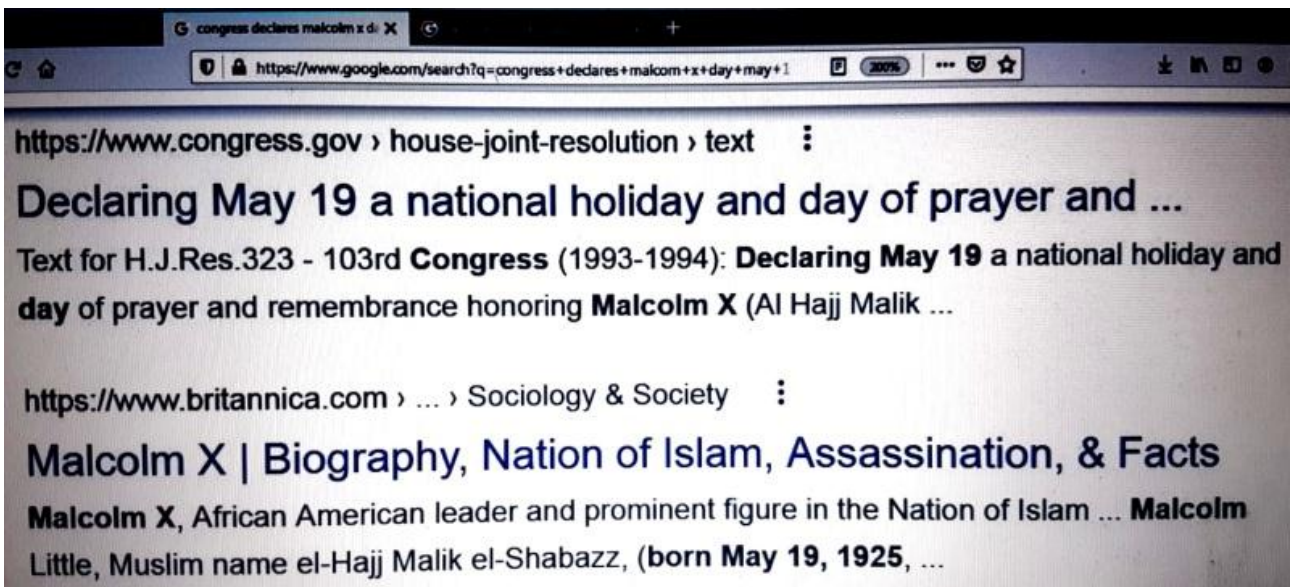 congress declares malcolm x d
https://www.google.com/search?q=congress+declares+malcom+x+day+may+1 200%
https://www.congress.gov › house-joint-resolution › text
Declaring May 19 a national holiday and day of prayer and ...
Text for H.J.Res.323 - 103rd Congress (1993-1994): Declaring May 19 a national holiday and
day of prayer and remembrance honoring Malcolm X (Al Hajj Malik ...
https://www.britannica.com › ... › Sociology & Society
Malcolm X | Biography, Nation of Islam, Assassination, & Facts
Malcolm X, African American leader and prominent figure in the Nation of Islam ... Malcolm
Little, Muslim name el-Hajj Malik el-Shabazz, (born May 19, 1925, ...